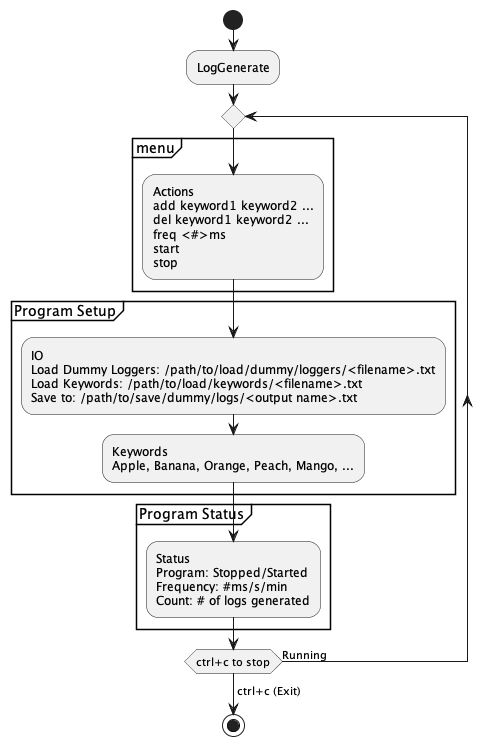 LogGenerate
menu
Actions
add keyword1 keyword2 ...
del keyword1 keyword2 ...
freq <#>ms
start
stop
Program Setup
IO
Load Dummy Loggers: /path/to/load/dummy/loggers/<filename>.txt
Load Keywords: /path/to/load/keywords/<filename>.txt
Save to: /path/to/save/dummy/logs/<output name>.txt
Keywords
Apple, Banana, Orange, Peach, Mango, ...
Program Status
Status
Program: Stopped/Started
Frequency: #ms/s/min
Count: # of logs generated
ctrl+c to stop
Running
ctrl+c (Exit)